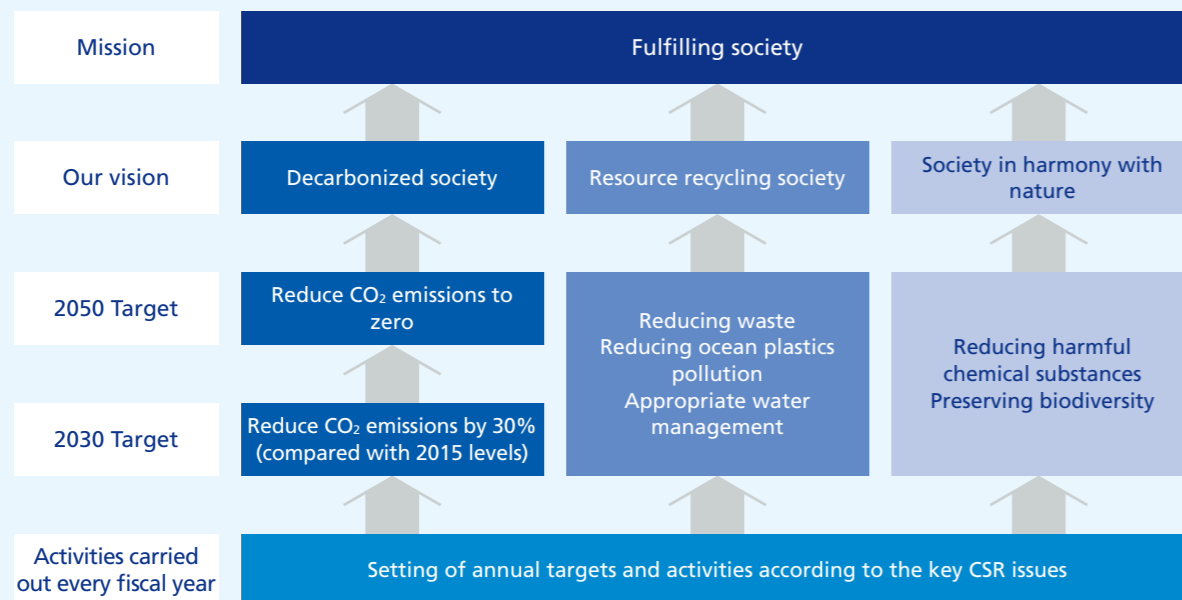 Mission
Fulfilling society
Our vision
Decarbonized society
Resource recycling society
Society in harmony with
nature
2050 Target
Reduce CO₂ emissions to
zero
2030 Target
Reduce CO₂ emissions by 30%
(compared with 2015 levels)
Reducing waste
Reducing ocean plastics
pollution
Appropriate water
management
Reducing harmful
chemical substances
Preserving biodiversity
Activities carried
out every fiscal year
Setting of annual targets and activities according to the key CSR issues